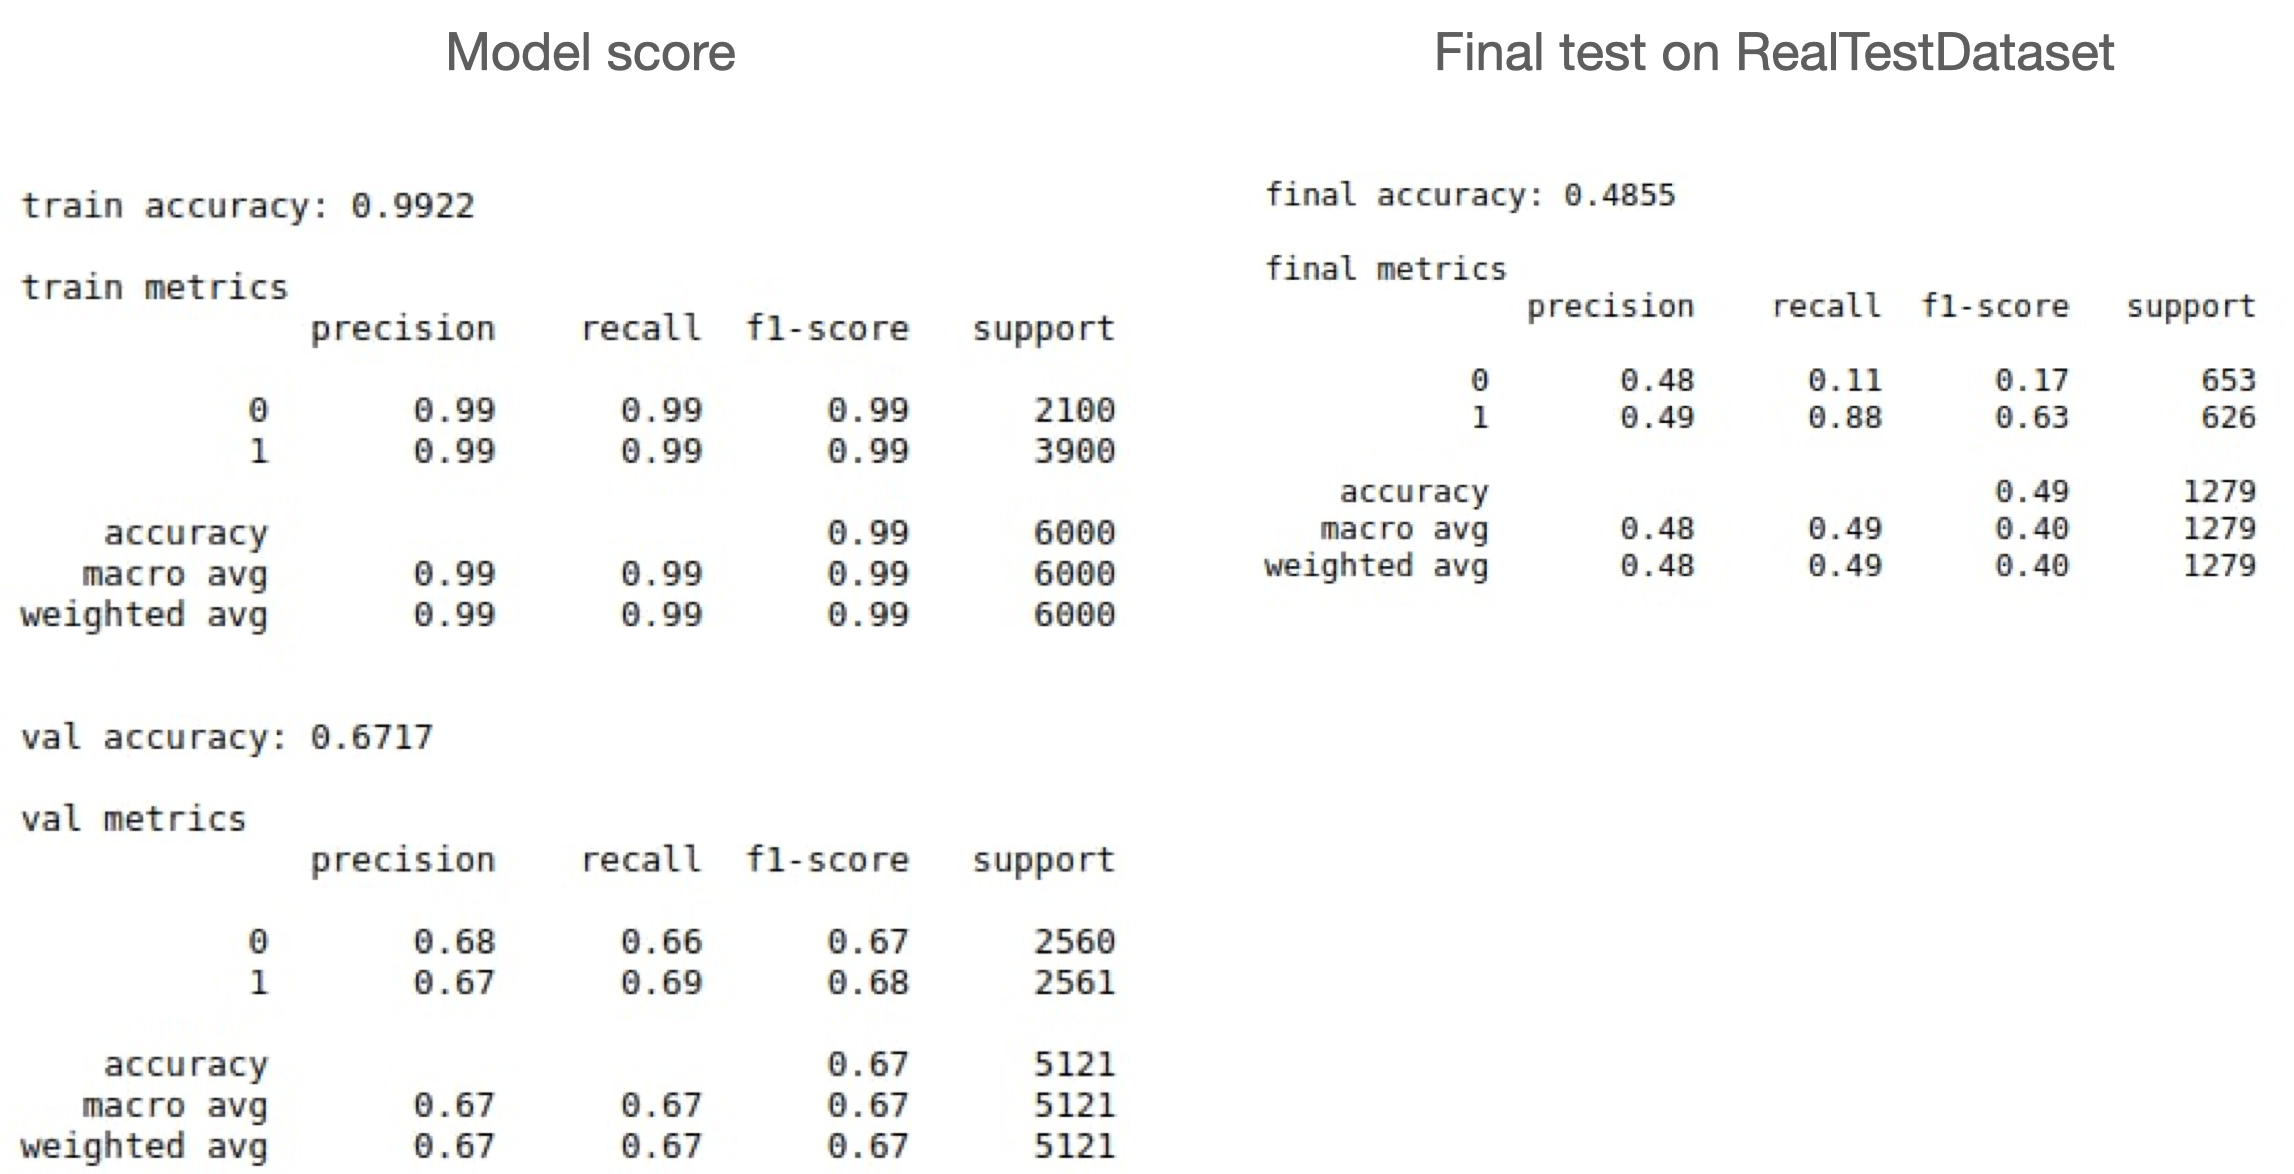 Model score
train accuracy: 0.9922
train metrics
precision recall f1-score support
0 0.99 0.99 0.99 2100
1 0.99 0.99 0.99 3900
accuracy 0.99 6000
macro avg 0.99 0.99 0.99 6000
weighted avg 0.99 0.99 0.99 6000
val accuracy: 0.6717
val metrics
precision recall f1-score support
0 0.68 0.66 0.67 2560
1 0.67 0.69 0.68 2561
accuracy 0.67 5121
macro avg 0.67 0.67 0.67 5121
weighted avg 0.67 0.67 0.67 5121
Final test on RealTestDataset
final accuracy: 0.4855
final metrics
precision recall f1-score support
0 0.48 0.11 0.17 653
1 0.49 0.88 0.63 626
accuracy 0.49 1279
macro avg 0.48 0.49 0.40 1279
weighted avg 0.48 0.49 0.40 1279